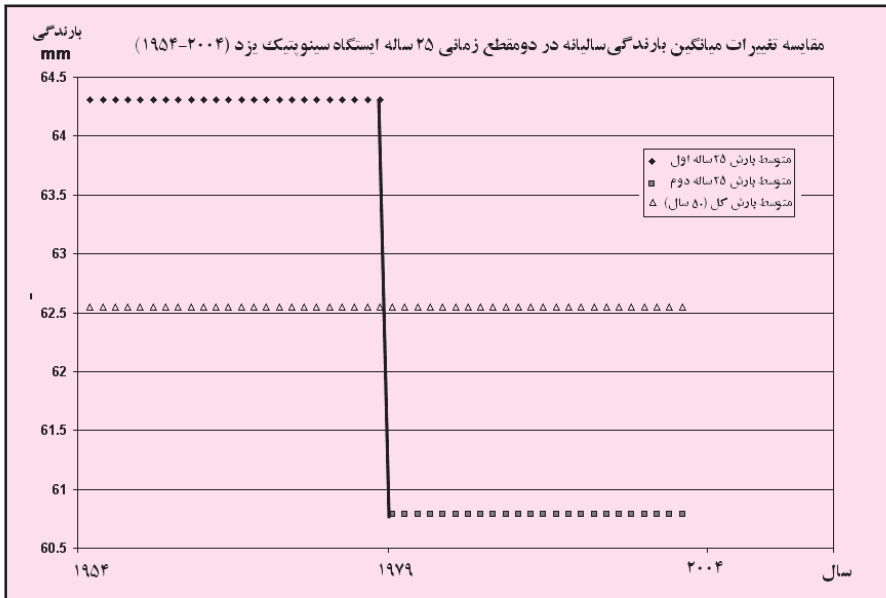 مقایسه تغییرات میانگین بارندگی سالیانه در دومقطع زمانی ۲۵ ساله ایستگاه سینوپتیک یزد (۲۰۰۴-۱۹۵۴)
بارندگی
mm
64.5
64
63.5
63
62.5
62
61.5
61
60.5
متوسط بارش ۲۵ساله اول
متوسط بارش ۲۵ساله دوم
متوسط بارش کل (۵۰ سال)
۱۹۵۴
۱۹۷۹
۲۰۰۴
سال